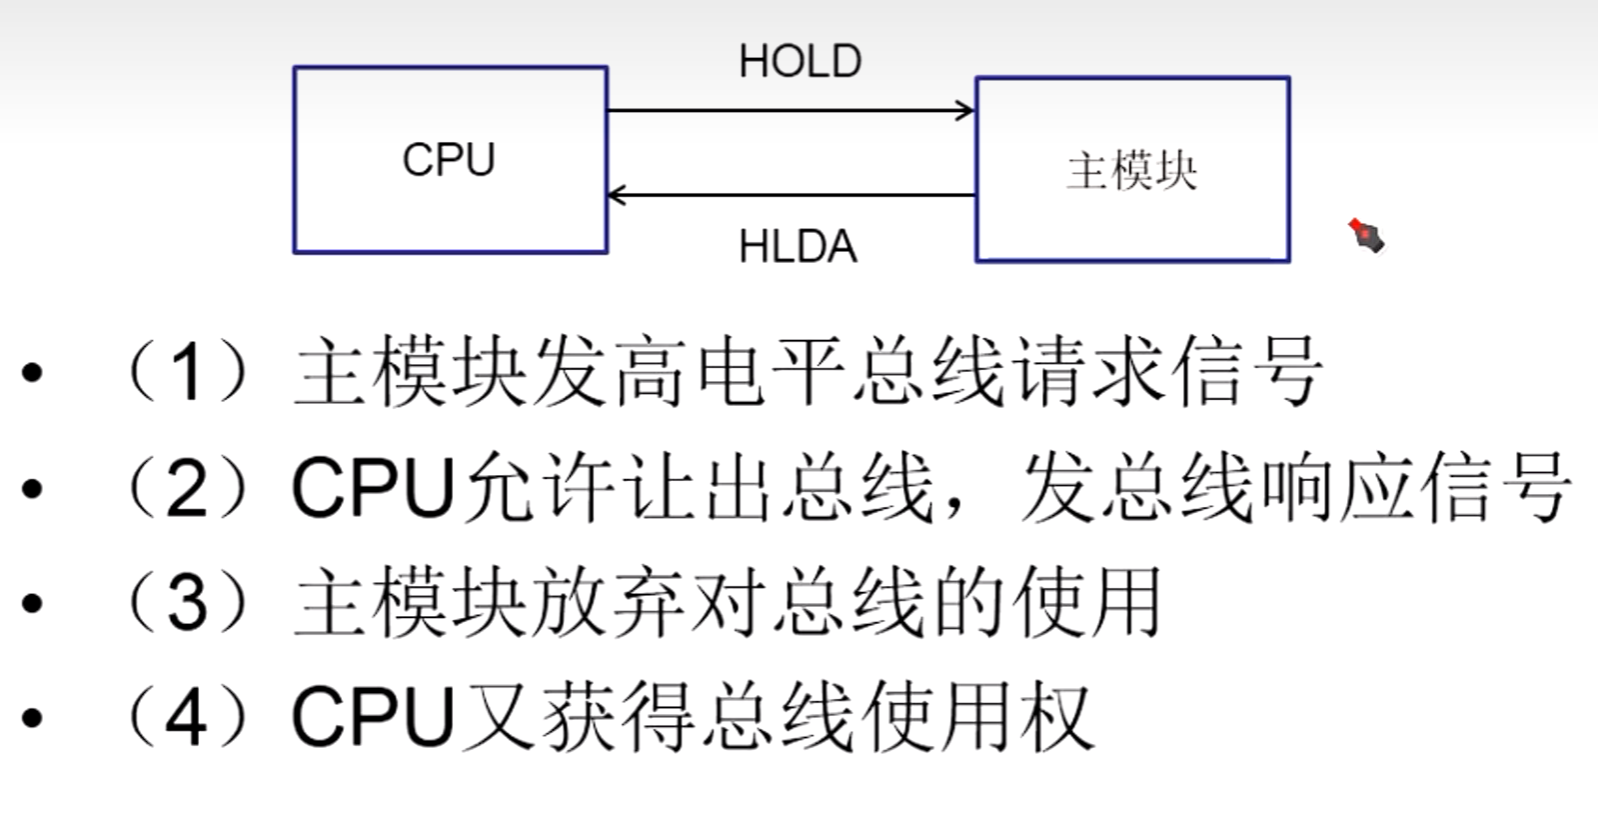 HOLD
CPU
主模块
HLDA
• （1）主模块发高电平总线请求信号
• （2）CPU允许让出总线，发总线响应信号
• （3）主模块放弃对总线的使用
• （4）CPU又获得总线使用权